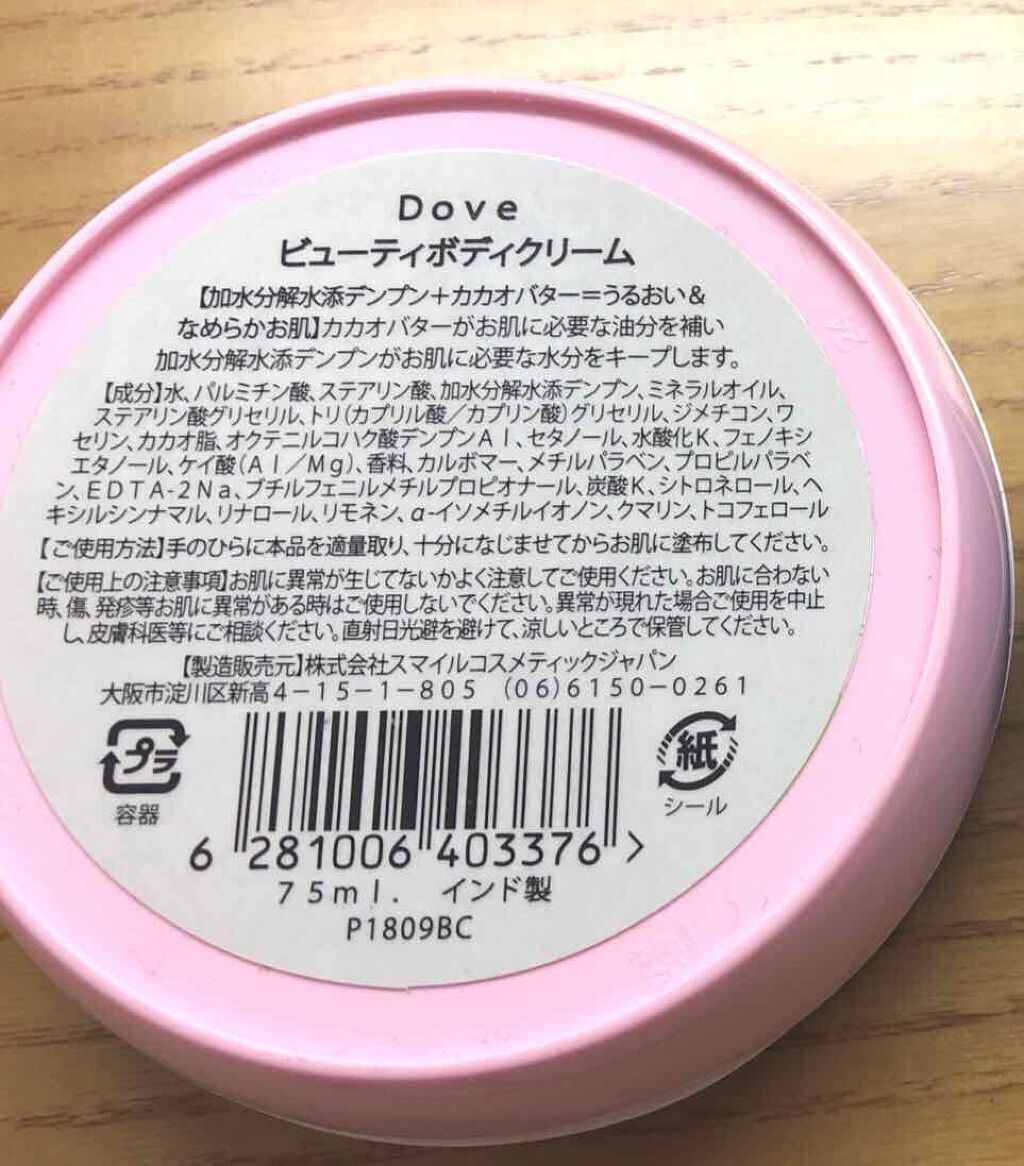 Dove
ビューティボディクリーム
【加水分解水添デンプン+カカオバター=うるおい&
なめらかお肌】カカオバターがお肌に必要な油分を補い
加水分解水添デンプンがお肌に必要な水分をキープします。
【成分】水、パルミチン酸、ステアリン酸、加水分解水添デンプン、ミネラルオイル、
ステアリン酸グリセリル、トリ(カプリル酸/カプリン酸)グリセリル、ジメチコン、ワ
セリン、カカオ脂、オクテニルコハク酸デンプンAl、セタノール、水酸化K、フェノキシ
エタノール、ケイ酸(Al/Mg)、香料、カルボマー、メチルパラベン、プロピルパラベ
ン、EDTA-2Na、ブチルフェニルメチルプロピオナール、炭酸K、シトロネロール、ヘ
キシルシンナマル、リナロール、リモネン、α-イソメチルイオノン、クマリン、トコフェロール
【ご使用方法】手のひらに本品を適量取り、十分になじませてからお肌に塗布してください。
【ご使用上の注意事項】お肌に異常が生じてないかよく注意してご使用ください。お肌に合わない
時、傷、発疹等お肌に異常がある時はご使用しないでください。異常が現れた場合ご使用を中止
し、皮膚科医等にご相談ください。直射日光避を避けて、涼しいところで保管してください。
【製造販売元】株式会社スマイルコスメティックジャパン
大阪市淀川区新高4-15-1-805 (06)6150-0261
プラ
容器
紙
シール
6 281006 403376 >
75ml. インド製
P1809BC